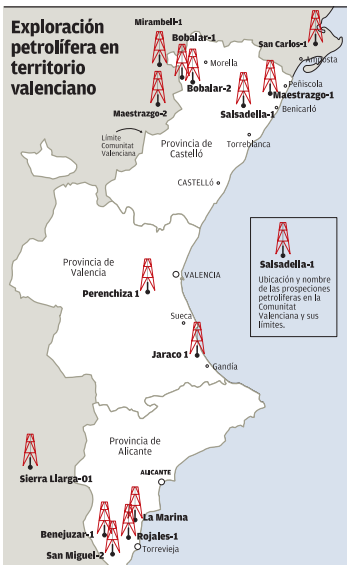 Exploración
petrolífera en
territorio
valenciano
Mirambell-1
Bobalar-1
San Carlos-1
Morella
Amposta
Bobalar-2
Peñíscola
Maestrazgo-1
Maestrazgo-2
Salsadella-1
Benicarló
Límite
Comunitat
Valenciana
Provincia de
Castelló
Torreblanca
CASTELLÓ
Salsadella-1
Ubicación y nombre
de las prospeciones
petrolíferas en la
Comunitat
Valenciana y sus
límites.
Provincia de
Valencia
VALENCIA
Perenchiza 1
Sueca
Jaraco 1
Gandía
Provincia de
Alicante
Sierra Llarga-01
ALICANTE
La Marina
Benejuzar-1
Rojales-1
San Miguel-2
Torrevieja